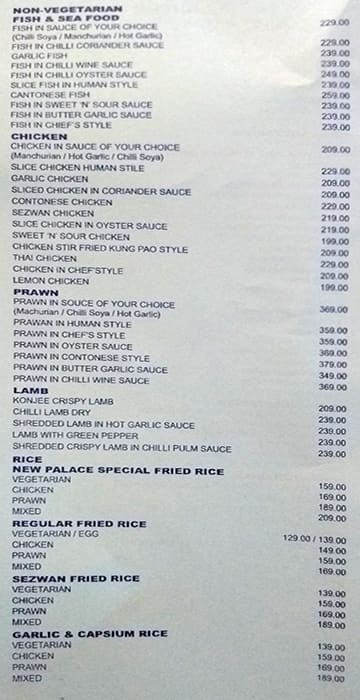 NON-VEGETARIAN
FISH & SEA FOOD
FISH IN SAUCE OF YOUR CHOICE 229.00
(Chilli Soya / Manchurian / Hot Garlic)
FISH IN CHILLI CORIANDER SAUCE 229.00
GARLIC FISH 239.00
FISH IN CHILLI WINE SAUCE 239.00
FISH IN CHILLI OYSTER SAUCE 249.00
SLICE FISH IN HUMAN STYLE 239.00
CANTONESE FISH 259.00
FISH IN SWEET 'N' SOUR SAUCE 239.00
FISH IN BUTTER GARLIC SAUCE 239.00
FISH IN CHEF'S STYLE 239.00
CHICKEN
CHICKEN IN SAUCE OF YOUR CHOICE 209.00
(Manchurian / Hot Garlic / Chilli Soya)
SLICE CHICKEN HUMAN STILE 229.00
GARLIC CHICKEN 209.00
SLICED CHICKEN IN CORIANDER SAUCE 209.00
CONTONESE CHICKEN 229.00
SEZWAN CHICKEN 219.00
SLICE CHICKEN IN OYSTER SAUCE 219.00
SWEET 'N' SOUR CHICKEN 199.00
CHICKEN STIR FRIED KUNG PAO STYLE 209.00
THAI CHICKEN 229.00
CHICKEN IN CHEF'STYLE 209.00
LEMON CHICKEN 199.00
PRAWN
PRAWN IN SOUCE OF YOUR CHOICE 369.00
(Machurian / Chilli Soya / Hot Garlic)
PRAWAN IN HUMAN STYLE 359.00
PRAWN IN CHEF'S STYLE 359.00
PRAWN IN OYSTER SAUCE 369.00
PRAWN IN CONTONESE STYLE 379.00
PRAWN IN BUTTER GARLIC SAUCE 349.00
PRAWN IN CHILLI WINE SAUCE 369.00
LAMB
KONJEE CRISPY LAMB 209.00
CHILLI LAMB DRY 239.00
SHREDDED LAMB IN HOT GARLIC SAUCE 239.00
LAMB WITH GREEN PEPPER 239.00
SHREDDED CRISPY LAMB IN CHILLI PULM SAUCE 239.00
RICE
NEW PALACE SPECIAL FRIED RICE
VEGETARIAN 159.00
CHICKEN 169.00
PRAWN 189.00
MIXED 209.00
REGULAR FRIED RICE
VEGETARIAN / EGG 129.00 / 139.00
CHICKEN 149.00
PRAWN 159.00
MIXED 169.00
SEZWAN FRIED RICE
VEGETARIAN 139.00
CHICKEN 159.00
PRAWN 169.00
MIXED 189.00
GARLIC & CAPSIUM RICE
VEGETARIAN 139.00
CHICKEN 159.00
PRAWN 169.00
MIXED 189.00